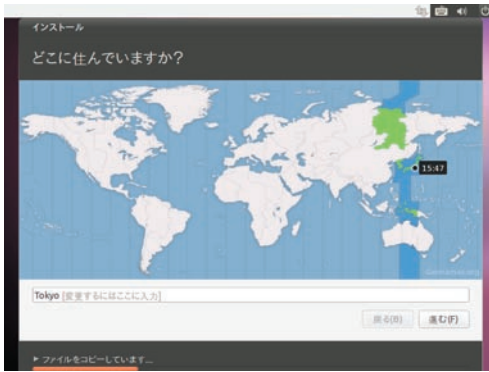 インストール
どこに住んでいますか?
15:47
Geonames.org
Tokyo [変更するにはここに入力]
戻る(B) 進む(F)
ファイルをコピーしています...